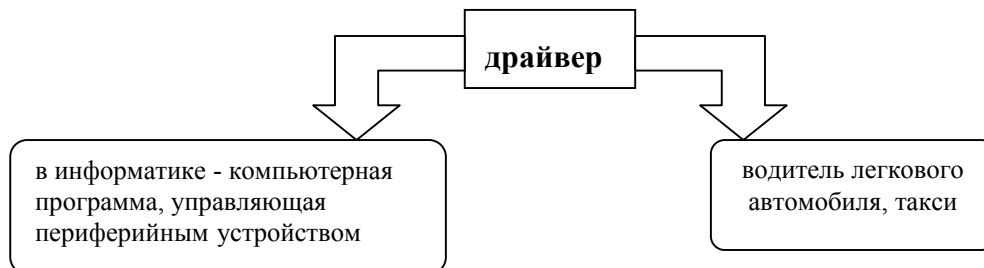 драйвер
в информатике - компьютерная
программа, управляющая
периферийным устройством
водитель легкового
автомобиля, такси